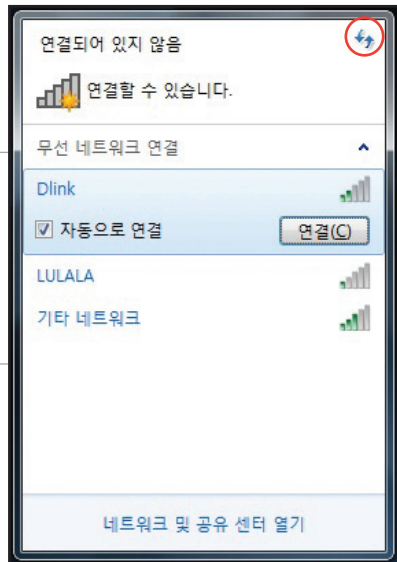 연결되어 있지 않음
연결할 수 있습니다.
무선 네트워크 연결
Dlink
자동으로 연결
연결(C)
LULALA
기타 네트워크
네트워크 및 공유 센터 열기